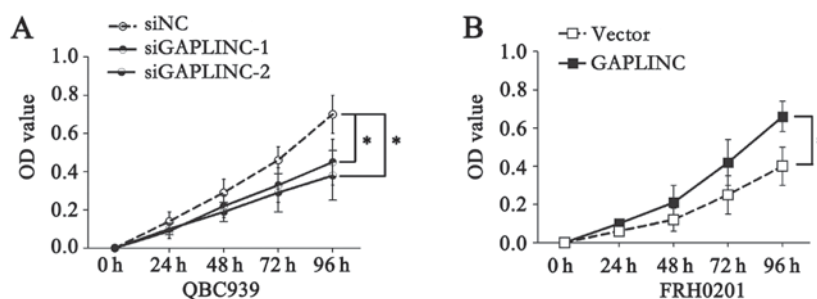 A
siNC
siGAPLINC-1
siGAPLINC-2
1.0
0.8
0.6
0.4
0.2
0.0
OD value
*
*
0 h 24 h 48 h 72 h 96 h
QBC939
B
Vector
GAPLINC
1.0
0.8
0.6
0.4
0.2
0.0
OD value
0 h 24 h 48 h 72 h 96 h
FRH0201